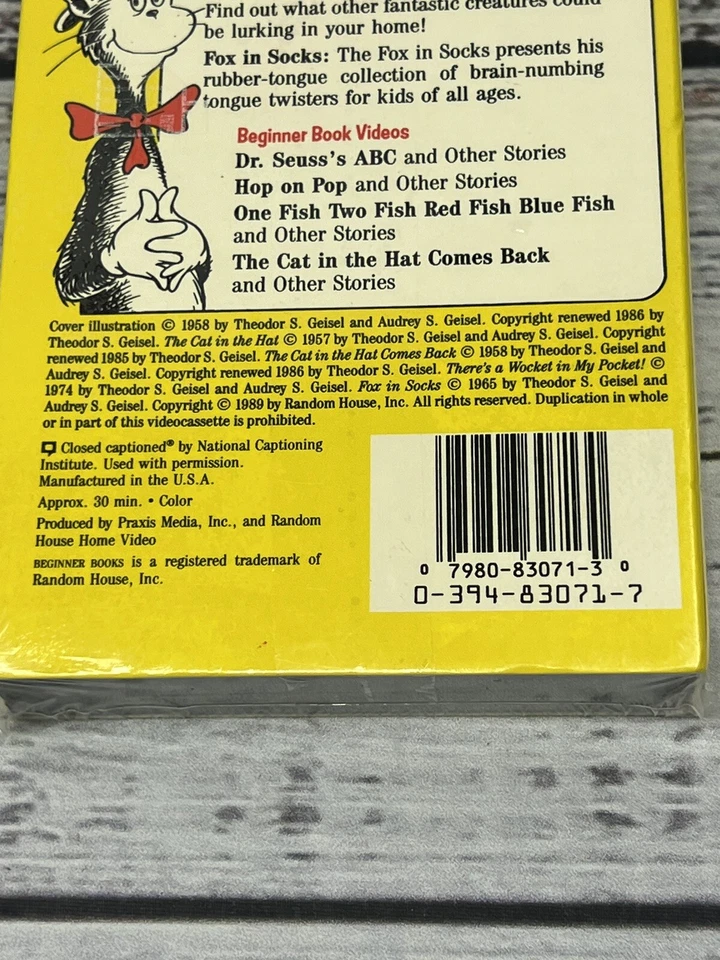 Find out what other fantastic creatures could
be lurking in your home!
Fox in Socks: The Fox in Socks presents his
rubber-tongue collection of brain-numbing
tongue twisters for kids of all ages.
Beginner Book Videos
Dr. Seuss's ABC and Other Stories
Hop on Pop and Other Stories
One Fish Two Fish Red Fish Blue Fish
and Other Stories
The Cat in the Hat Comes Back
and Other Stories
Cover illustration © 1958 by Theodor S. Geisel and Audrey S. Geisel. Copyright renewed 1986 by
Theodor S. Geisel. The Cat in the Hat © 1957 by Theodor S. Geisel and Audrey S. Geisel. Copyright
renewed 1985 by Theodor S. Geisel. The Cat in the Hat Comes Back © 1958 by Theodor S. Geisel and
Audrey S. Geisel. Copyright renewed 1986 by Theodor S. Geisel. There's a Wocket in My Pocket! ©
1974 by Theodor S. Geisel and Audrey S. Geisel. Fox in Socks © 1965 by Theodor S. Geisel and
Audrey S. Geisel. Copyright © 1989 by Random House, Inc. All rights reserved. Duplication in whole
or in part of this videocassette is prohibited.
Closed captioned® by National Captioning
Institute. Used with permission.
Manufactured in the U.S.A.
Approx. 30 min. • Color
Produced by Praxis Media, Inc., and Random
House Home Video
BEGINNER BOOKS is a registered trademark of
Random House, Inc.
0 7980-83071-3 0
0-394-83071-7